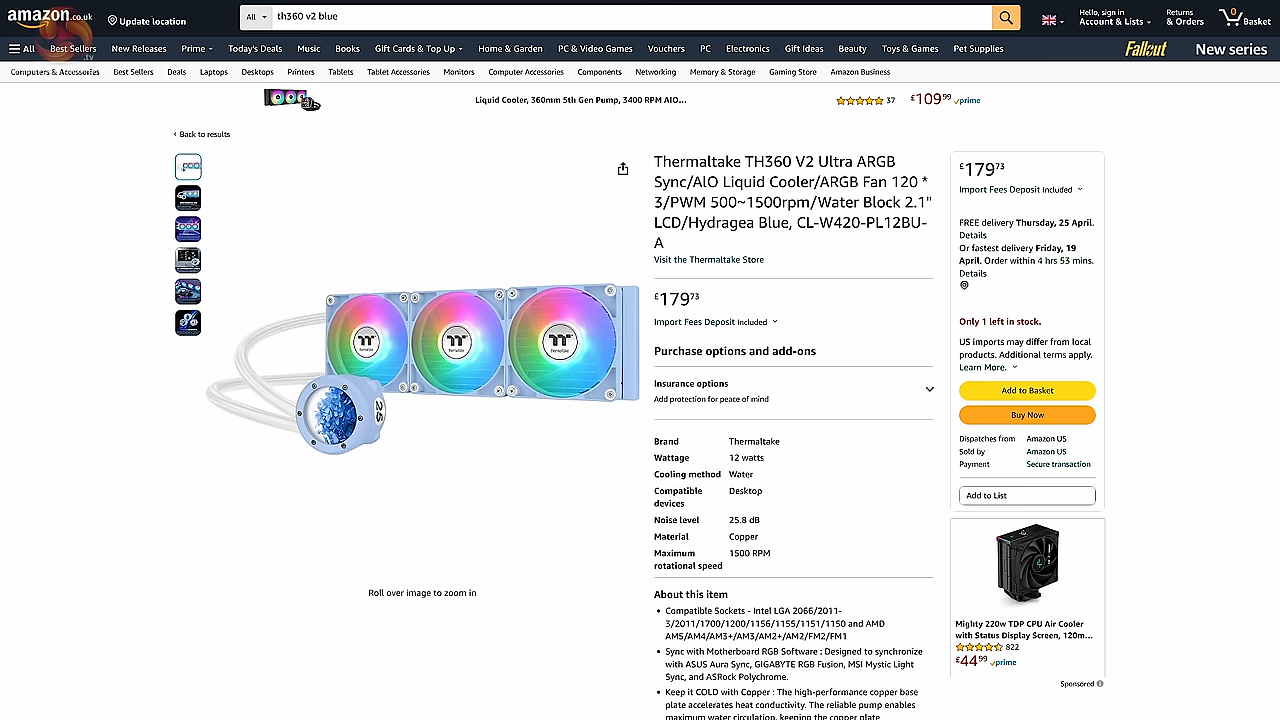 amazon.co.uk
Update location
All
th360 v2 blue
Hello, sign in
Account & Lists
Returns
& Orders
0
Basket
All
Best Sellers
New Releases
Prime
Today's Deals
Music
Books
Gift Cards & Top Up
Home & Garden
PC & Video Games
Vouchers
PC
Electronics
Gift Ideas
Beauty
Toys & Games
Pet Supplies
Fallout
New series
.tv
Computers & Accessories
Best Sellers
Deals
Laptops
Desktops
Printers
Tablets
Tablet Accessories
Monitors
Computer Accessories
Components
Networking
Memory & Storage
Gaming Store
Amazon Business
Liquid Cooler, 360mm 5th Gen Pump, 3400 RPM AIO...
37
£109.99
prime
‹ Back to results
Thermaltake TH360 V2 Ultra ARGB
Sync/AlO Liquid Cooler/ARGB Fan 120 *
3/PWM 500~1500rpm/Water Block 2.1"
LCD/Hydragea Blue, CL-W420-PL12BU-
A
Visit the Thermaltake Store
£179 73
Import Fees Deposit Included
Purchase options and add-ons
Insurance options
Add protection for peace of mind
Brand Thermaltake
Wattage 12 watts
Cooling method Water
Compatible Desktop
devices
Noise level 25.8 dB
Material Copper
Maximum 1500 RPM
rotational speed
About this item
• Compatible Sockets - Intel LGA 2066/2011-
3/2011/1700/1200/1156/1155/1151/1150 and AMD
AM5/AM4/AM3+/AM3/AM2+/AM2/FM2/FM1
• Sync with Motherboard RGB Software : Designed to synchronize
with ASUS Aura Sync, GIGABYTE RGB Fusion, MSI Mystic Light
Sync, and ASRock Polychrome.
• Keep it COLD with Copper : The high-performance copper base
plate accelerates heat conductivity. The reliable pump enables
maximum water circulation, keeping the copper plate
thermaltake
thermaltake
thermaltake
25
Roll over image to zoom in
£179 73
Import Fees Deposit Included
FREE delivery Thursday, 25 April.
Details
Or fastest delivery Friday, 19
April. Order within 4 hrs 53 mins.
Details
Only 1 left in stock.
US imports may differ from local
products. Additional terms apply.
Learn More.
Add to Basket
Buy Now
Dispatches from Amazon US
Sold by Amazon US
Payment Secure transaction
Add to List
Mighty 220w TDP CPU Air Cooler
with Status Display Screen, 120m...
822
£44 99
prime
Sponsored